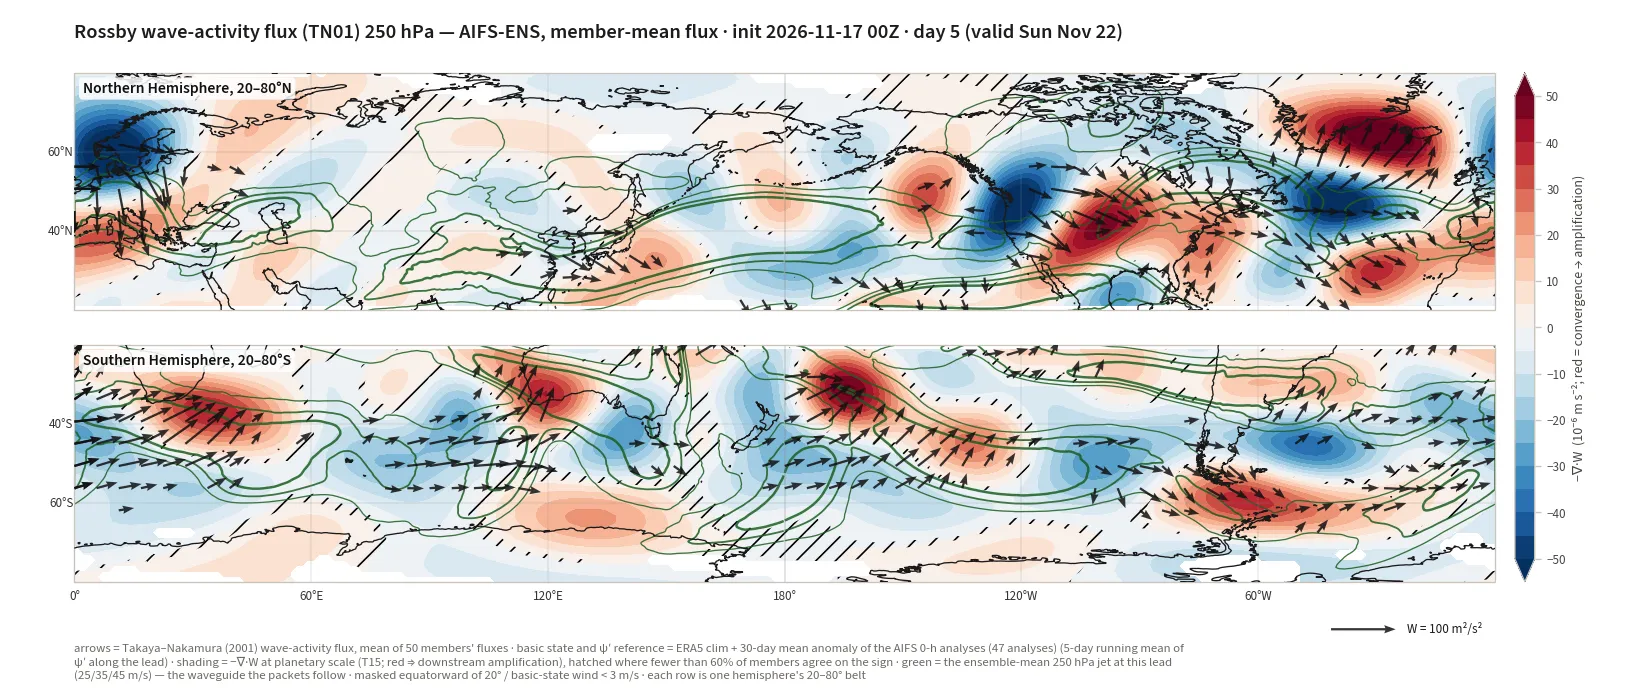 Rossby wave-activity flux (TN01) 250 hPa — AIFS-ENS, member-mean flux · init 2026-11-17 00Z · day 5 (valid Sun Nov 22)
Northern Hemisphere, 20–80°N
60°N
40°N
Southern Hemisphere, 20–80°S
40°S
60°S
0°
60°E
120°E
180°
120°W
60°W
50
40
30
20
10
0
−10
−20
−30
−40
−50
−∇·W (10⁻⁶ m s⁻²; red = convergence → amplification)
W = 100 m²/s²
arrows = Takaya–Nakamura (2001) wave-activity flux, mean of 50 members' fluxes · basic state and ψ' reference = ERA5 clim + 30-day mean anomaly of the AIFS 0-h analyses (47 analyses) (5-day running mean of
ψ' along the lead) · shading = −∇·W at planetary scale (T15; red ⇒ downstream amplification), hatched where fewer than 60% of members agree on the sign · green = the ensemble-mean 250 hPa jet at this lead
(25/35/45 m/s) — the waveguide the packets follow · masked equatorward of 20° / basic-state wind < 3 m/s · each row is one hemisphere's 20–80° belt